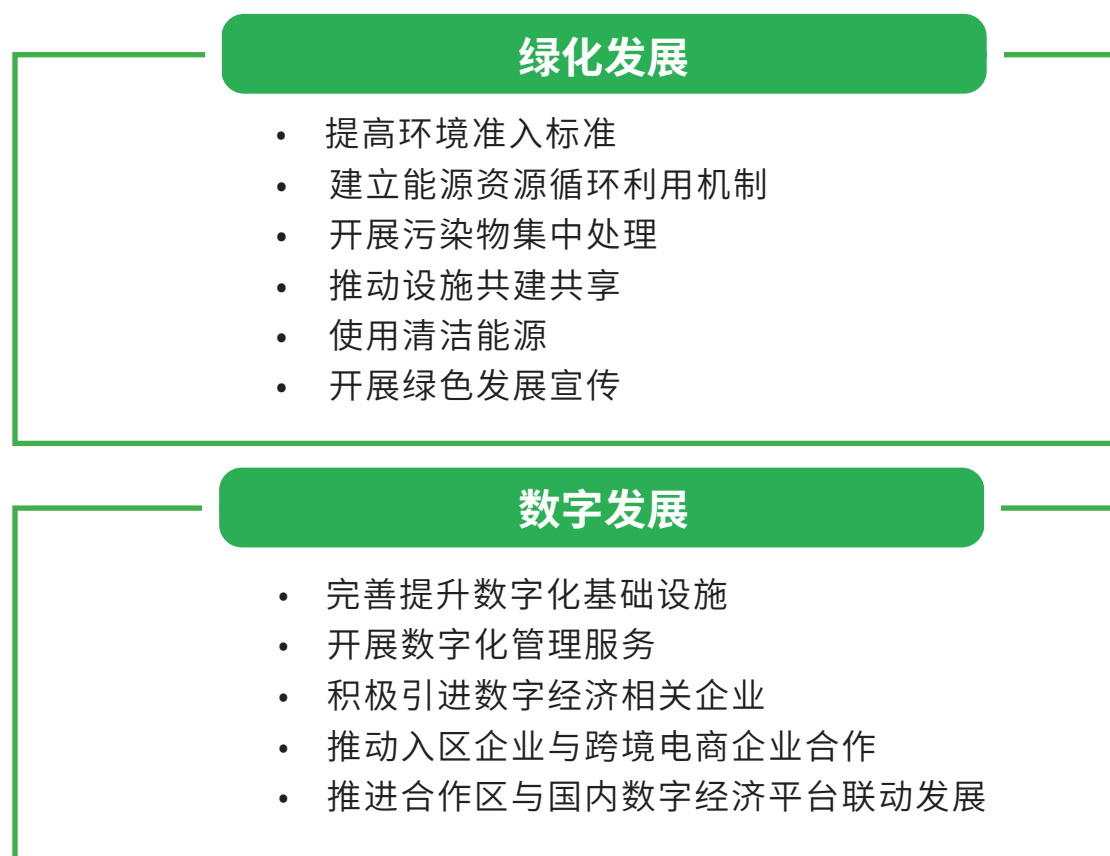 绿化发展
• 提高环境准入标准
• 建立能源资源循环利用机制
• 开展污染物集中处理
• 推动设施共建共享
• 使用清洁能源
• 开展绿色发展宣传
数字发展
• 完善提升数字化基础设施
• 开展数字化管理服务
• 积极引进数字经济相关企业
• 推动入区企业与跨境电商企业合作
• 推进合作区与国内数字经济平台联动发展